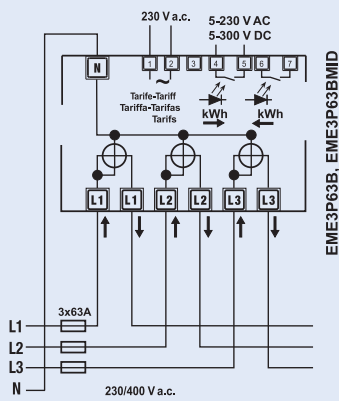 230 V a.c.
5-230 V AC
5-300 V DC
N
1
2
3
4
5
6
7
~
Tarife-Tariff
Tariffa-Tarifas
Tarifs
kWh
kWh
EME3P63B, EME3P63BMID
L1
L1
L2
L2
L3
L3
3x63A
L1
L2
L3
N
230/400 V a.c.